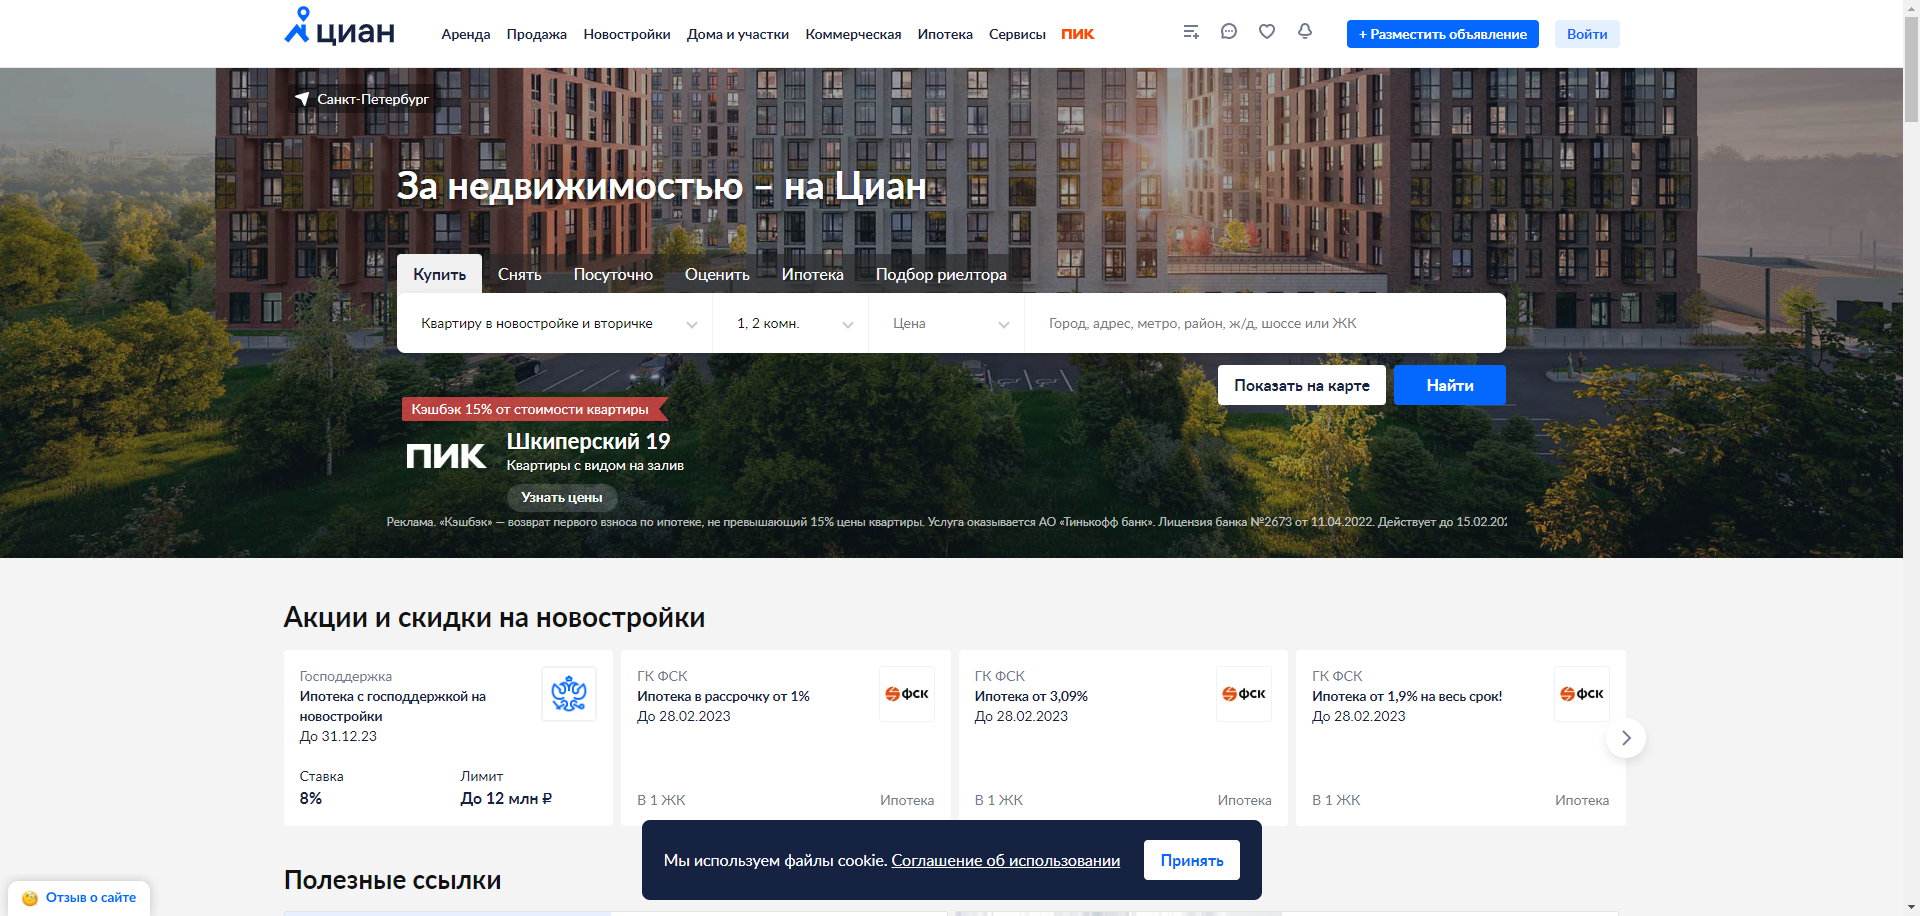 циан
Аренда Продажа Новостройки Дома и участки Коммерческая Ипотека Сервисы ПИК
+ Разместить объявление Войти
Санкт-Петербург
За недвижимостью – на Циан
Купить Снять Посуточно Оценить Ипотека Подбор риелтора
Квартиру в новостройке и вторичке 1, 2 комн. Цена Город, адрес, метро, район, ж/д, шоссе или ЖК
Показать на карте Найти
Кэшбэк 15% от стоимости квартиры
ПИК
Шкиперский 19
Квартиры с видом на залив
Узнать цены
Реклама. «Кэшбэк» — возврат первого взноса по ипотеке, не превышающий 15% цены квартиры. Услуга оказывается АО «Тинькофф банк». Лицензия банка №2673 от 11.04.2022. Действует до 15.02.202
Акции и скидки на новостройки
Господдержка
Ипотека с господдержкой на
новостройки
До 31.12.23
Ставка Лимит
8% До 12 млн ₽
ГК ФСК
Ипотека в рассрочку от 1%
До 28.02.2023
ФСК
В 1 ЖК Ипотека
ГК ФСК
Ипотека от 3,09%
До 28.02.2023
ФСК
В 1 ЖК Ипотека
ГК ФСК
Ипотека от 1,9% на весь срок!
До 28.02.2023
ФСК
В 1 ЖК Ипотека
Мы используем файлы cookie. Соглашение об использовании Принять
Полезные ссылки
Отзыв о сайте